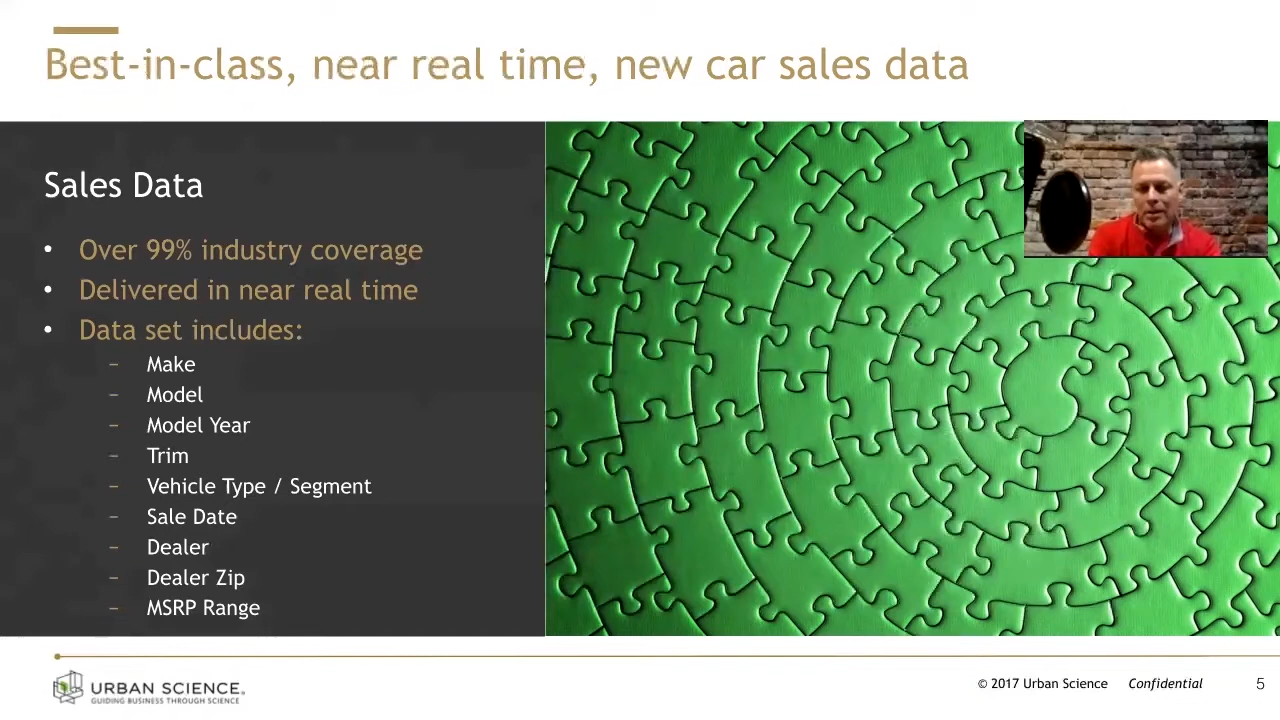 Best-in-class, near real time, new car sales data
Sales Data
• Over 99% industry coverage
• Delivered in near real time
• Data set includes:
– Make
– Model
– Model Year
– Trim
– Vehicle Type / Segment
– Sale Date
– Dealer
– Dealer Zip
– MSRP Range
URBAN SCIENCE®
GUIDING BUSINESS THROUGH SCIENCE
© 2017 Urban Science Confidential 5